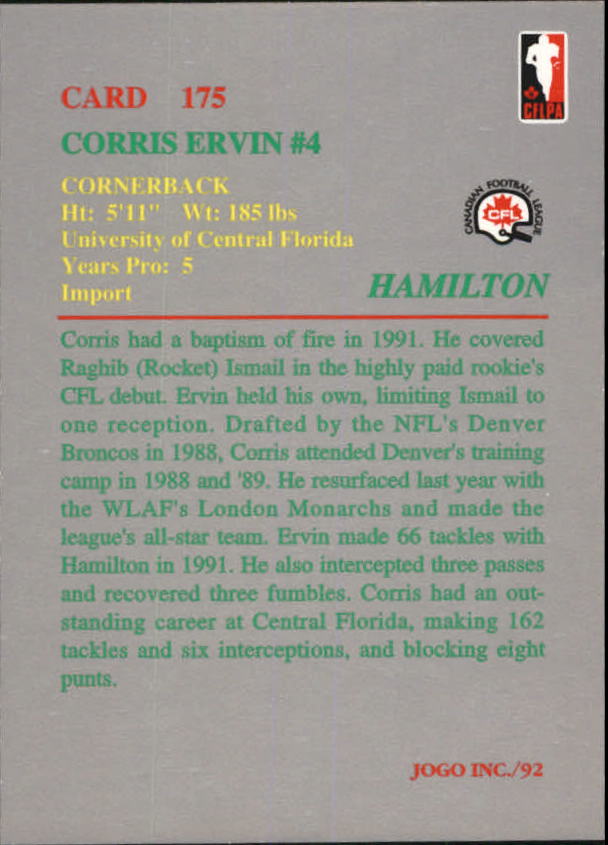 CFLPA
CARD 175
CORRIS ERVIN #4
CORNERBACK
Ht: 5'11" Wt: 185 lbs
University of Central Florida
Years Pro: 5
Import
CANADIAN FOOTBALL LEAGUE
CFL
HAMILTON
Corris had a baptism of fire in 1991. He covered
Raghib (Rocket) Ismail in the highly paid rookie's
CFL debut. Ervin held his own, limiting Ismail to
one reception. Drafted by the NFL's Denver
Broncos in 1988, Corris attended Denver's training
camp in 1988 and '89. He resurfaced last year with
the WLAF's London Monarchs and made the
league's all-star team. Ervin made 66 tackles with
Hamilton in 1991. He also intercepted three passes
and recovered three fumbles. Corris had an out-
standing career at Central Florida, making 162
tackles and six interceptions, and blocking eight
punts.
JOGO INC./92